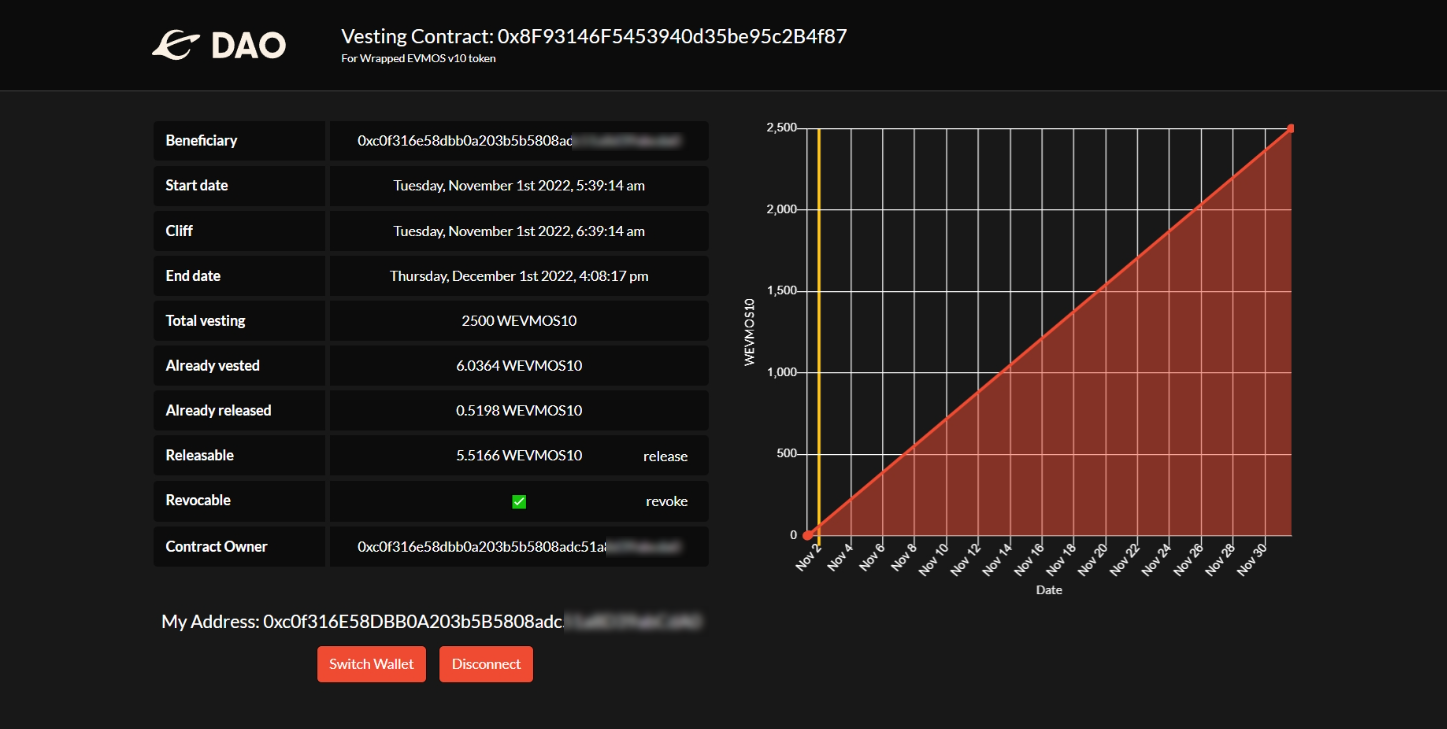 DAO
Vesting Contract: 0x8F93146F5453940d35be95c2B4f87
For Wrapped EVMOS v10 token
Beneficiary 0xc0f316e58dbb0a203b5b5808adc
Start date Tuesday, November 1st 2022, 5:39:14 am
Cliff Tuesday, November 1st 2022, 6:39:14 am
End date Thursday, December 1st 2022, 4:08:17 pm
Total vesting 2500 WEVMOS10
Already vested 6.0364 WEVMOS10
Already released 0.5198 WEVMOS10
Releasable 5.5166 WEVMOS10 release
Revocable ✅ revoke
Contract Owner 0xc0f316e58dbb0a203b5b5808adc51a8
My Address: 0xc0f316E58DBB0A203b5B5808adc
Switch Wallet Disconnect
2,500
2,000
1,500
1,000
500
0
WEVMOS10
Nov 2 Nov 4 Nov 6 Nov 8 Nov 10 Nov 12 Nov 14 Nov 16 Nov 18 Nov 20 Nov 22 Nov 24 Nov 26 Nov 28 Nov 30
Date